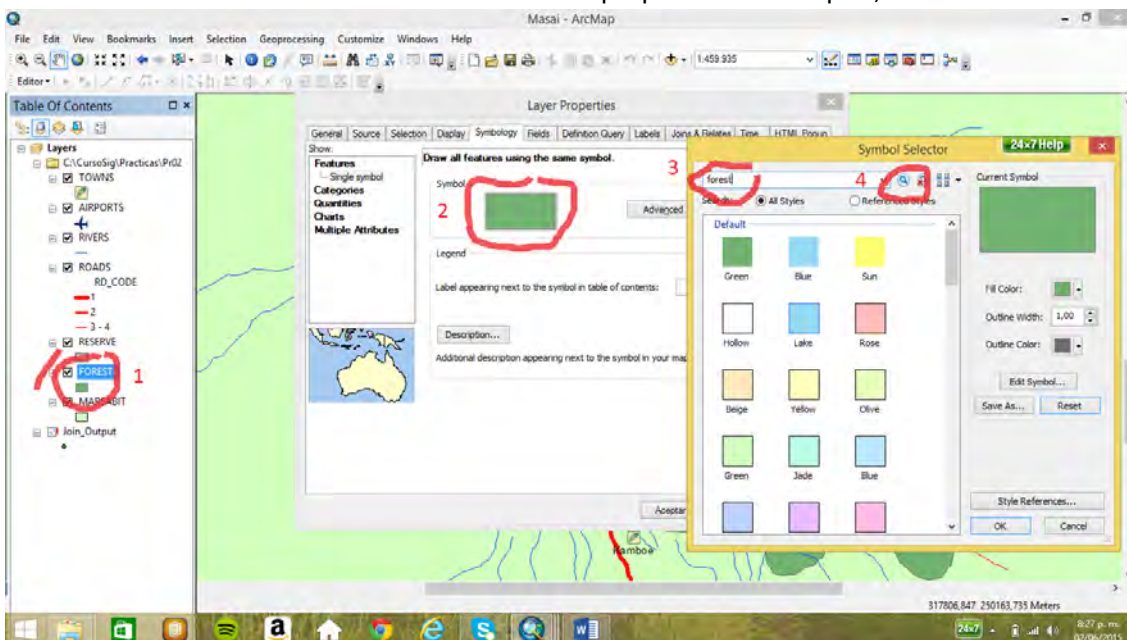 Masai - ArcMap
File Edit View Bookmarks Insert Selection Geoprocessing Customize Windows Help
1:459.935
Editor
Table Of Contents
Layers
C:\CursoSig\Practicas\Pr02
TOWNS
AIRPORTS
RIVERS
ROADS
RD_CODE
1
2
3 - 4
RESERVE
FOREST
1
MARSABIT
Join_Output
Layer Properties
General Source Selection Display Symbology Fields Definition Query Labels Joins & Relates Time HTML Popup
Show:
Features
Single symbol
Categories
Quantities
Charts
Multiple Attributes
Draw all features using the same symbol.
Symbol
2
Advanced
Legend
Label appearing next to the symbol in table of contents:
Description...
Additional description appearing next to the symbol in your map
Aceptar
3
Symbol Selector
24x7 Help
forest
4
Search:
All Styles
Referenced Styles
Default
Green Blue Sun
Hollow Lake Rose
Beige Yellow Olive
Green Jade Blue
Current Symbol
Fill Color:
Outline Width: 1,00
Outline Color:
Edit Symbol...
Save As... Reset
Style References...
OK Cancel
Kamboe
317806,847 250163,735 Meters
24x7
8:27 p. m.
02/06/2015